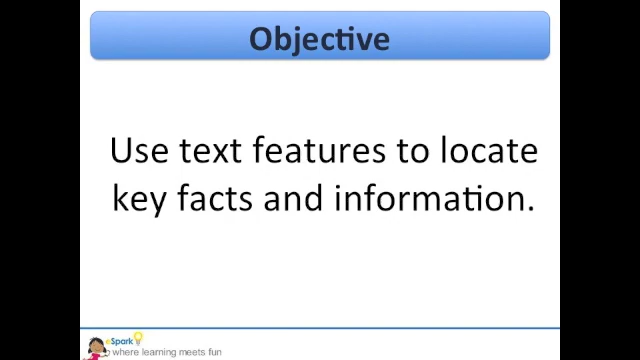 Objective
Use text features to locate
key facts and information.
eSpark
where learning meets fun